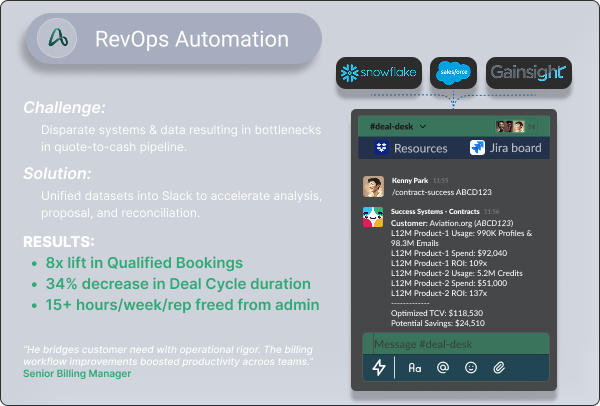 RevOps Automation
Challenge:
Disparate systems & data resulting in bottlenecks
in quote-to-cash pipeline.
Solution:
Unified datasets into Slack to accelerate analysis,
proposal, and reconciliation.
RESULTS:
• 8x lift in Qualified Bookings
• 34% decrease in Deal Cycle duration
• 15+ hours/week/rep freed from admin
"He bridges customer need with operational rigor. The billing
workflow improvements boosted productivity acroos teams."
Senior Billing Manager
snowflake
salesforce
Gainsight
#deal-desk
Resources
Jira board
Kenny Park 11:55
/contract-success ABCD123
Success Systems - Contracts 11:56
Customer: Aviation.org (ABCD123)
L12M Product-1 Usage: 990K Profiles &
98.3M Emails
L12M Product-1 Spend: $92,040
L12M Product-1 ROI: 109x
L12M Product-2 Usage: 5.2M Credits
L12M Product-2 Spend: $51,000
L12M Product-2 ROI: 137x
-------------
Optimized TCV: $118,530
Potential Savings: $24,510
Message #deal-desk
Aa @